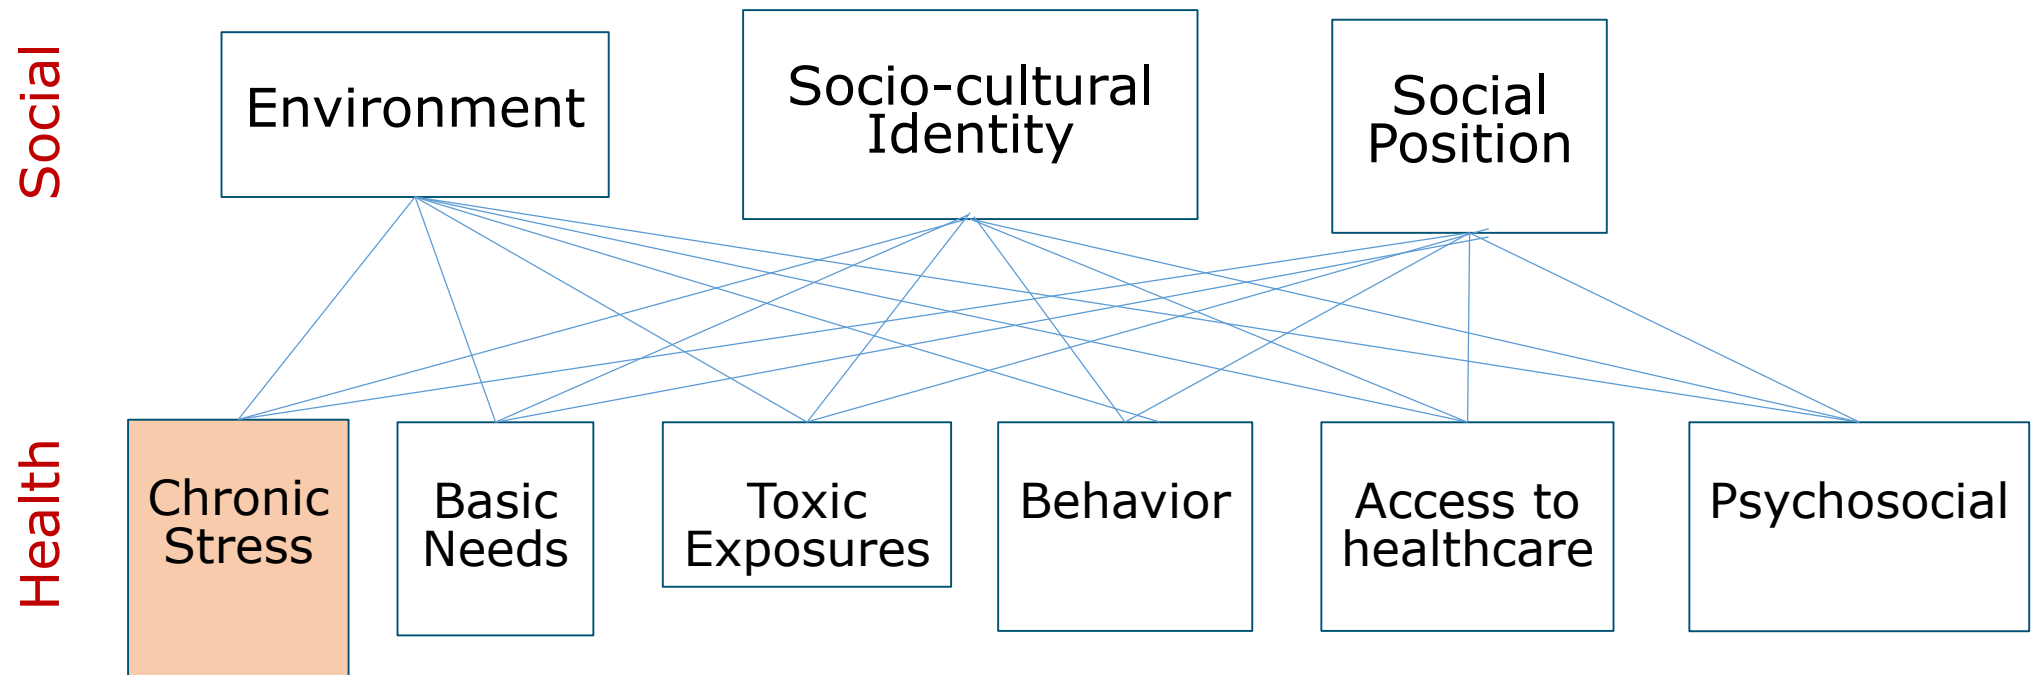 Social
Environment
Socio-cultural
Identity
Social
Position
Health
Chronic
Stress
Basic
Needs
Toxic
Exposures
Behavior
Access to
healthcare
Psychosocial